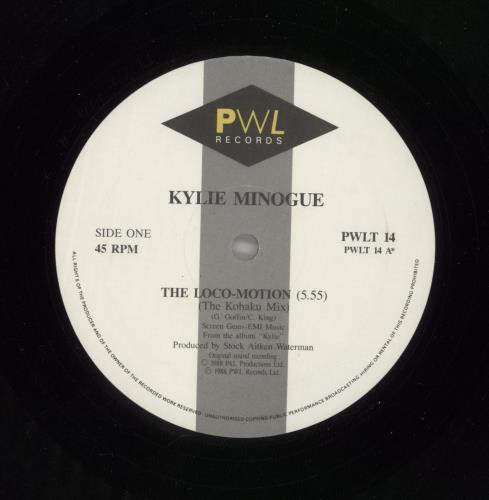 PWL
RECORDS
KYLIE MINOGUE
SIDE ONE
45 RPM
PWLT 14
PWLT 14 A*
THE LOCO-MOTION (5.55)
(The Kohaku Mix)
(G. Goffin/C. King)
Screen Gems-EMI Music
From the album "Kylie"
Produced by Stock Aitken Waterman
Original sound recording
1988 PAL Productions Ltd.
© 1988 PWL Records Ltd.
ALL RIGHTS OF THE PRODUCER AND OF THE OWNER OF THE RECORDED WORK RESERVED · UNAUTHORISED COPYING PUBLIC PERFORMANCE BROADCASTING HIRING OR RENTAL OF THIS RECORDING PROHIBITED